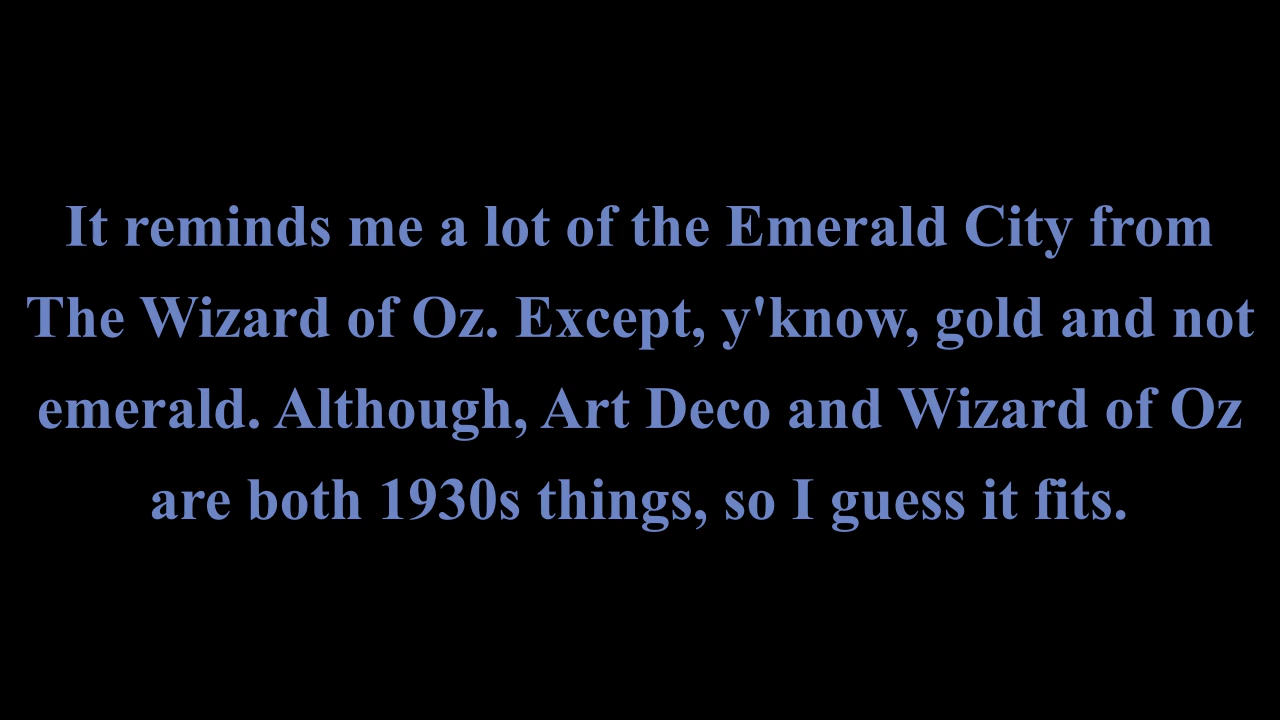 It reminds me a lot of the Emerald City from
The Wizard of Oz. Except, y'know, gold and not
emerald. Although, Art Deco and Wizard of Oz
are both 1930s things, so I guess it fits.